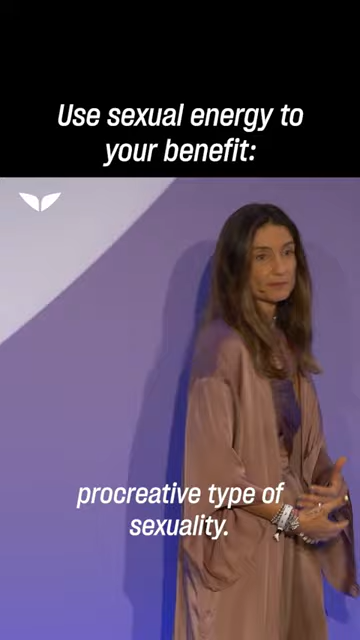 Use sexual energy to
your benefit:
procreative type of
sexuality.